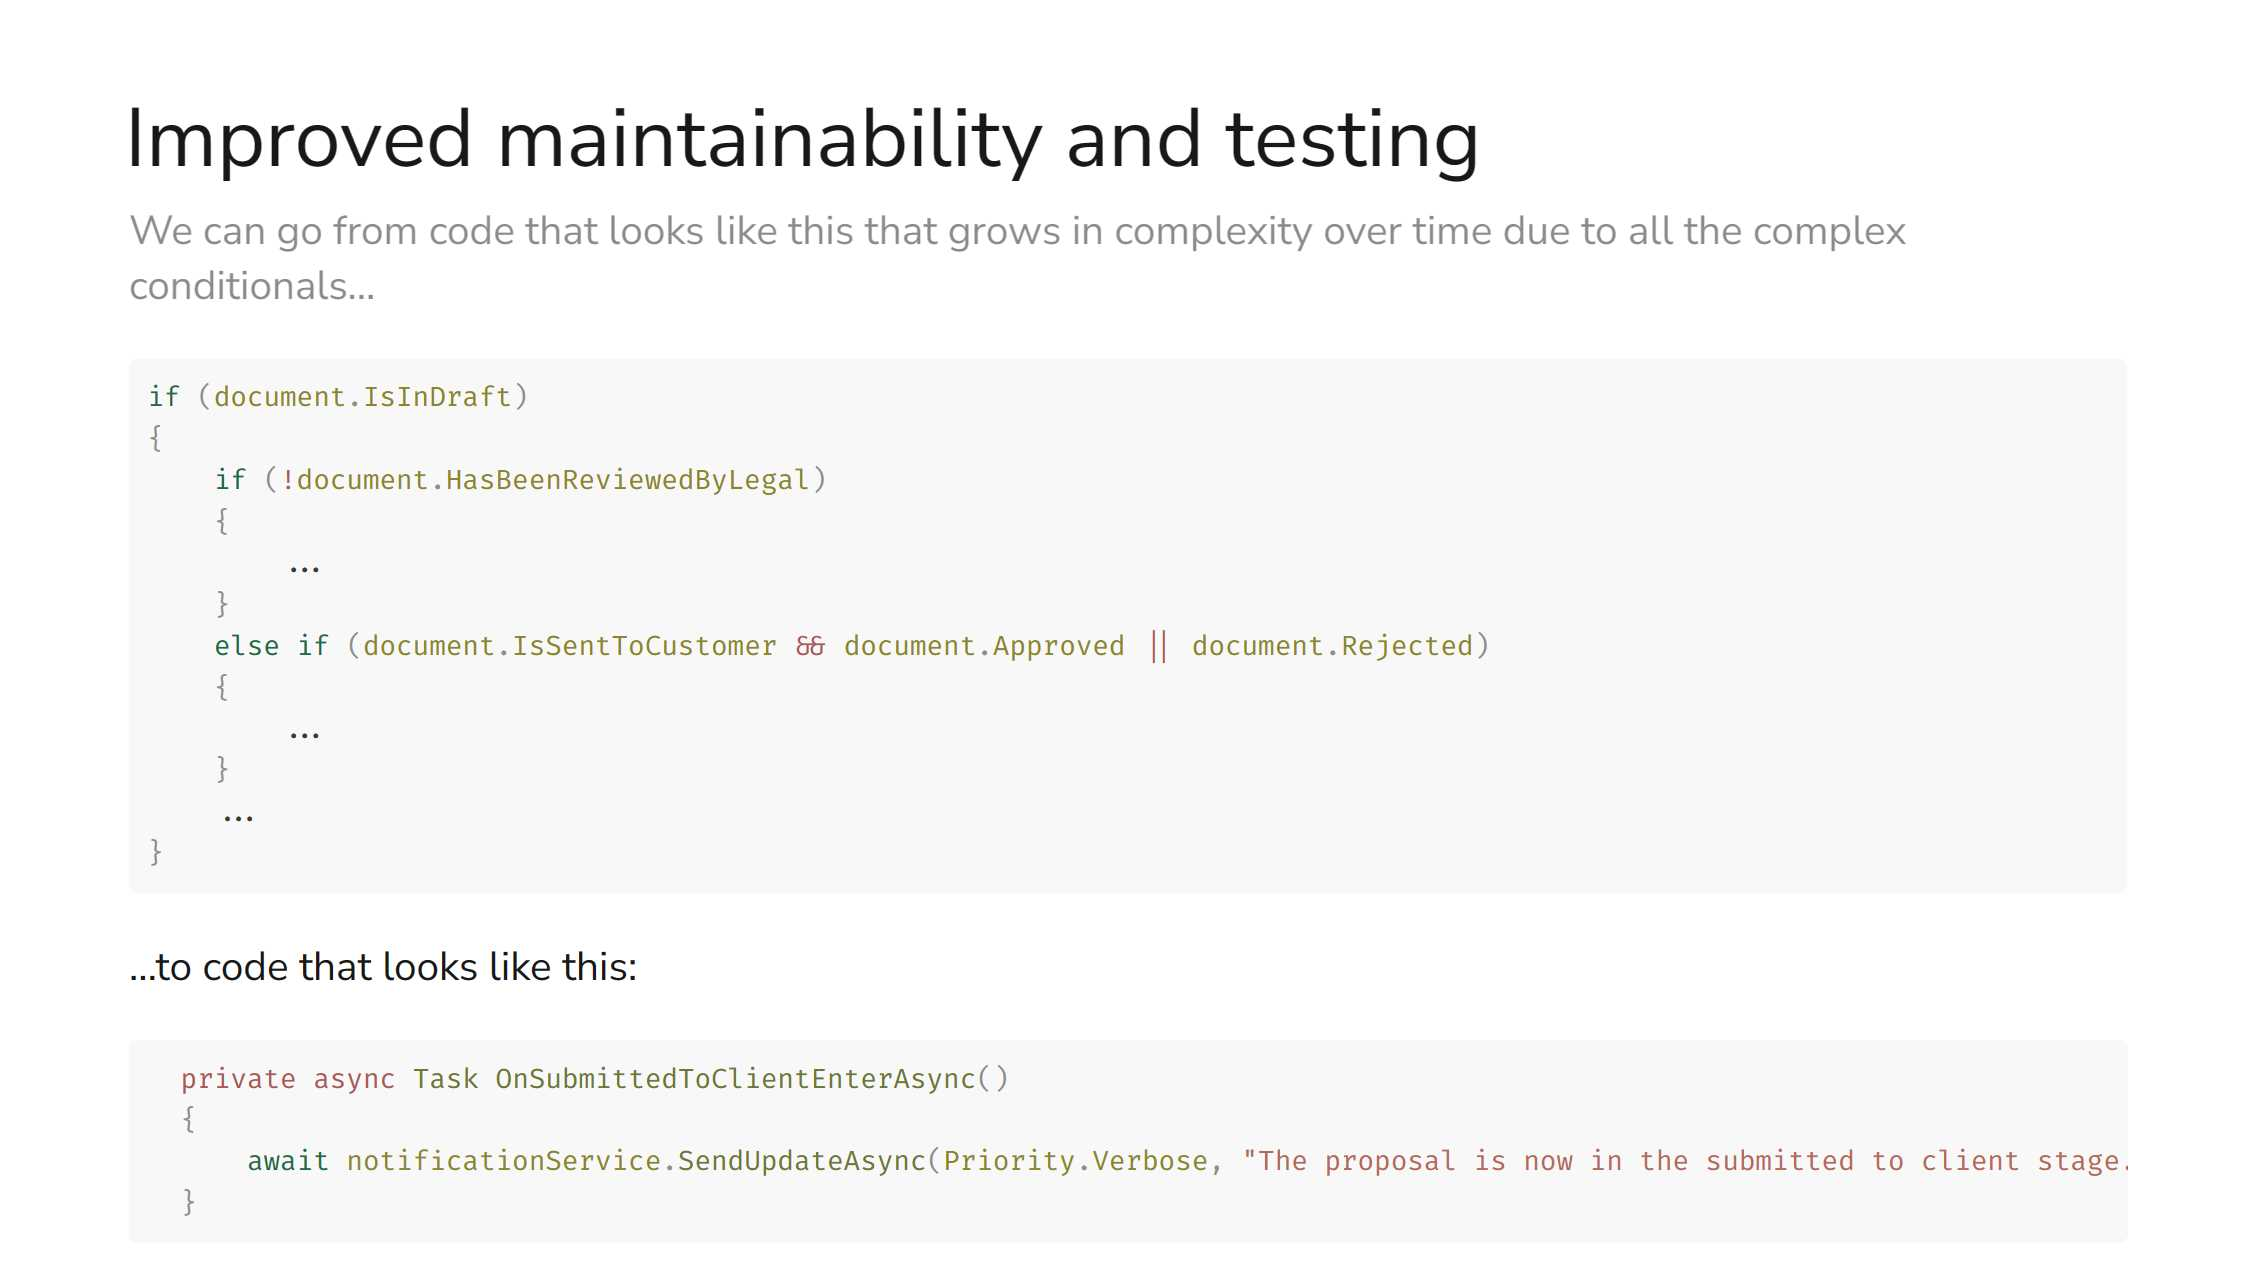 Improved maintainability and testing
We can go from code that looks like this that grows in complexity over time due to all the complex
conditionals...
if (document.IsInDraft)
{
    if (!document.HasBeenReviewedByLegal)
    {
        ...
    }
    else if (document.IsSentToCustomer && document.Approved || document.Rejected)
    {
        ...
    }
    ...
}
...to code that looks like this:
private async Task OnSubmittedToClientEnterAsync()
{
    await notificationService.SendUpdateAsync(Priority.Verbose, "The proposal is now in the submitted to client stage.
}